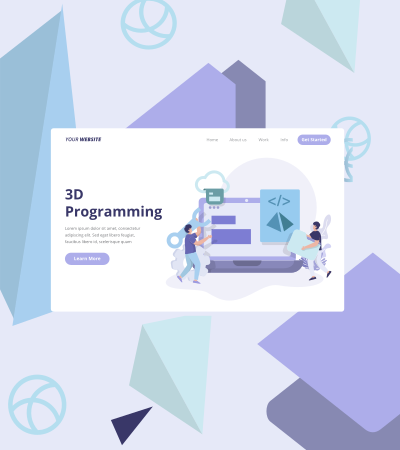 YOUR WEBSITE
Home About us Work Info Get Started
3D
Programming
Lorem ipsum dolor sit amet, consectetur
adipiscing elit. Sed eget libero feugiat,
faucibus libero id, scelerisque quam
Learn More